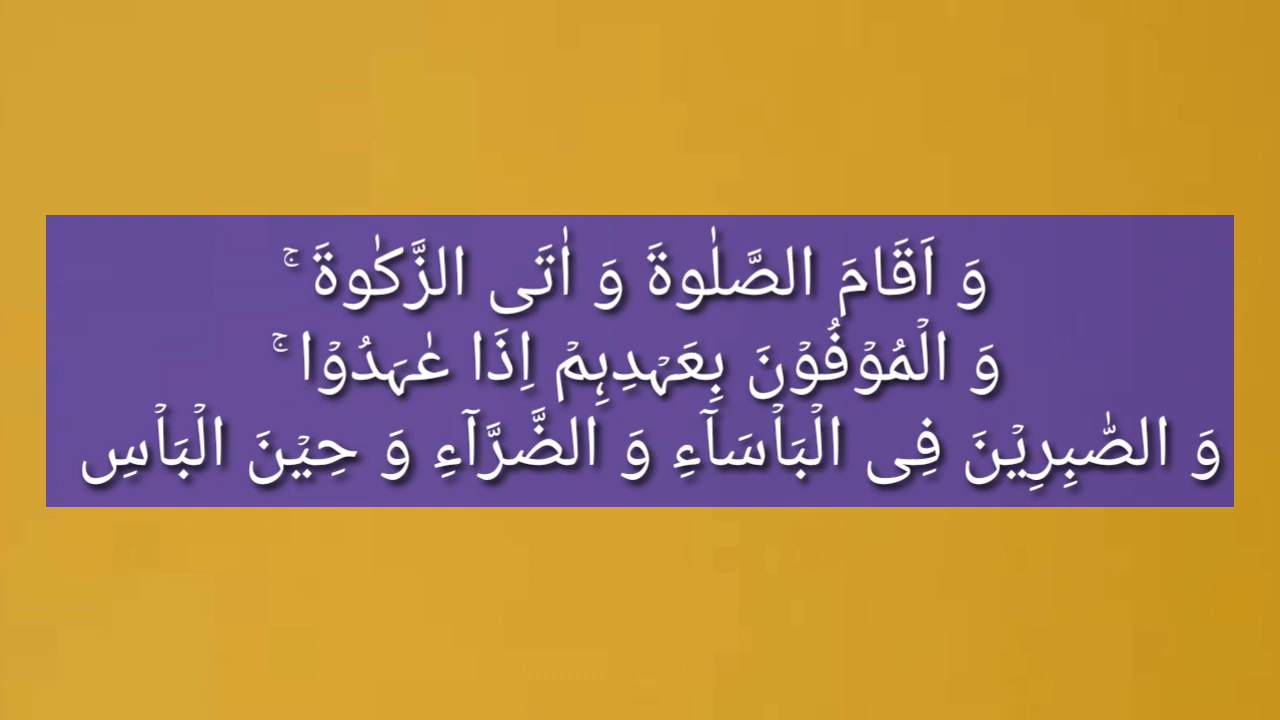 وَ اَقَامَ الصَّلٰوةَ وَ اٰتَی الزَّکٰوةَ ۚ
وَ الۡمُوۡفُوۡنَ بِعَہۡدِہِمۡ اِذَا عٰہَدُوۡا ۚ
وَ الصّٰبِرِیۡنَ فِی الۡبَاۡسَآءِ وَ الضَّرَّآءِ وَ حِیۡنَ الۡبَاۡسِ